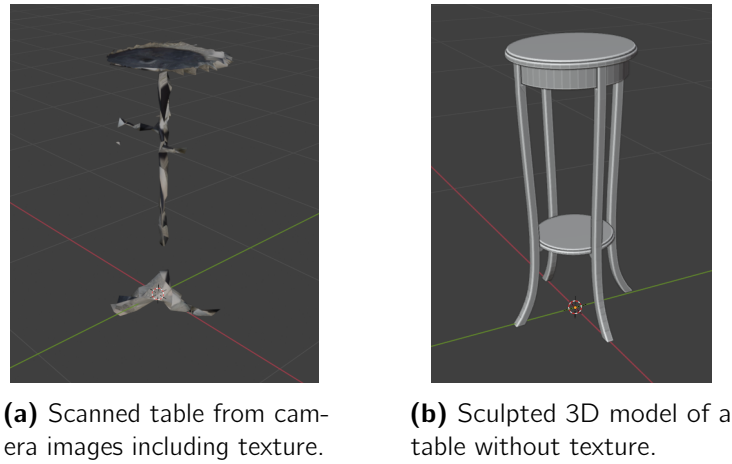 (a) Scanned table from cam-
era images including texture.
(b) Sculpted 3D model of a
table without texture.